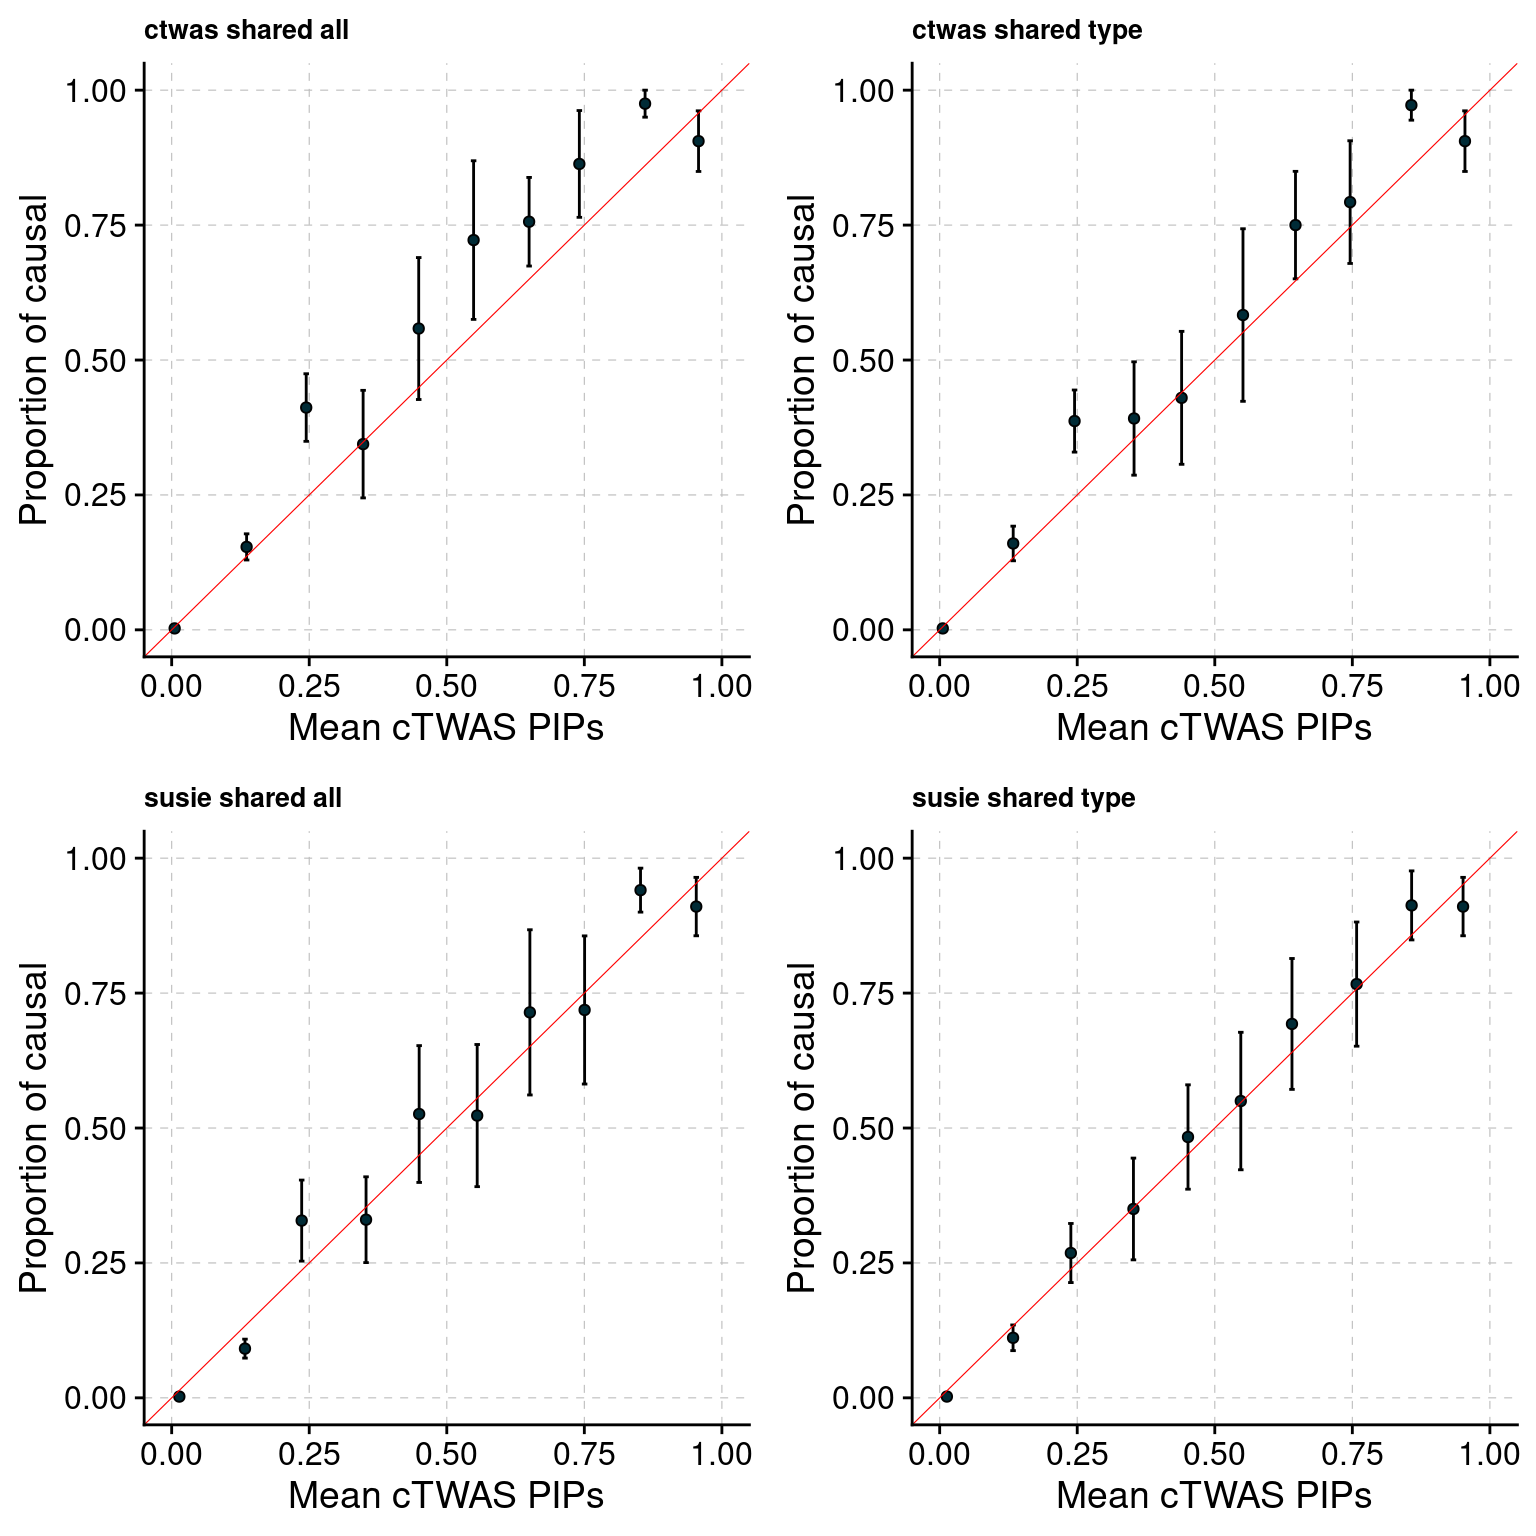 ctwas shared all
1.00
0.75
0.50
0.25
0.00
Proportion of causal
0.00 0.25 0.50 0.75 1.00
Mean cTWAS PIPs
ctwas shared type
1.00
0.75
0.50
0.25
0.00
Proportion of causal
0.00 0.25 0.50 0.75 1.00
Mean cTWAS PIPs
susie shared all
1.00
0.75
0.50
0.25
0.00
Proportion of causal
0.00 0.25 0.50 0.75 1.00
Mean cTWAS PIPs
susie shared type
1.00
0.75
0.50
0.25
0.00
Proportion of causal
0.00 0.25 0.50 0.75 1.00
Mean cTWAS PIPs